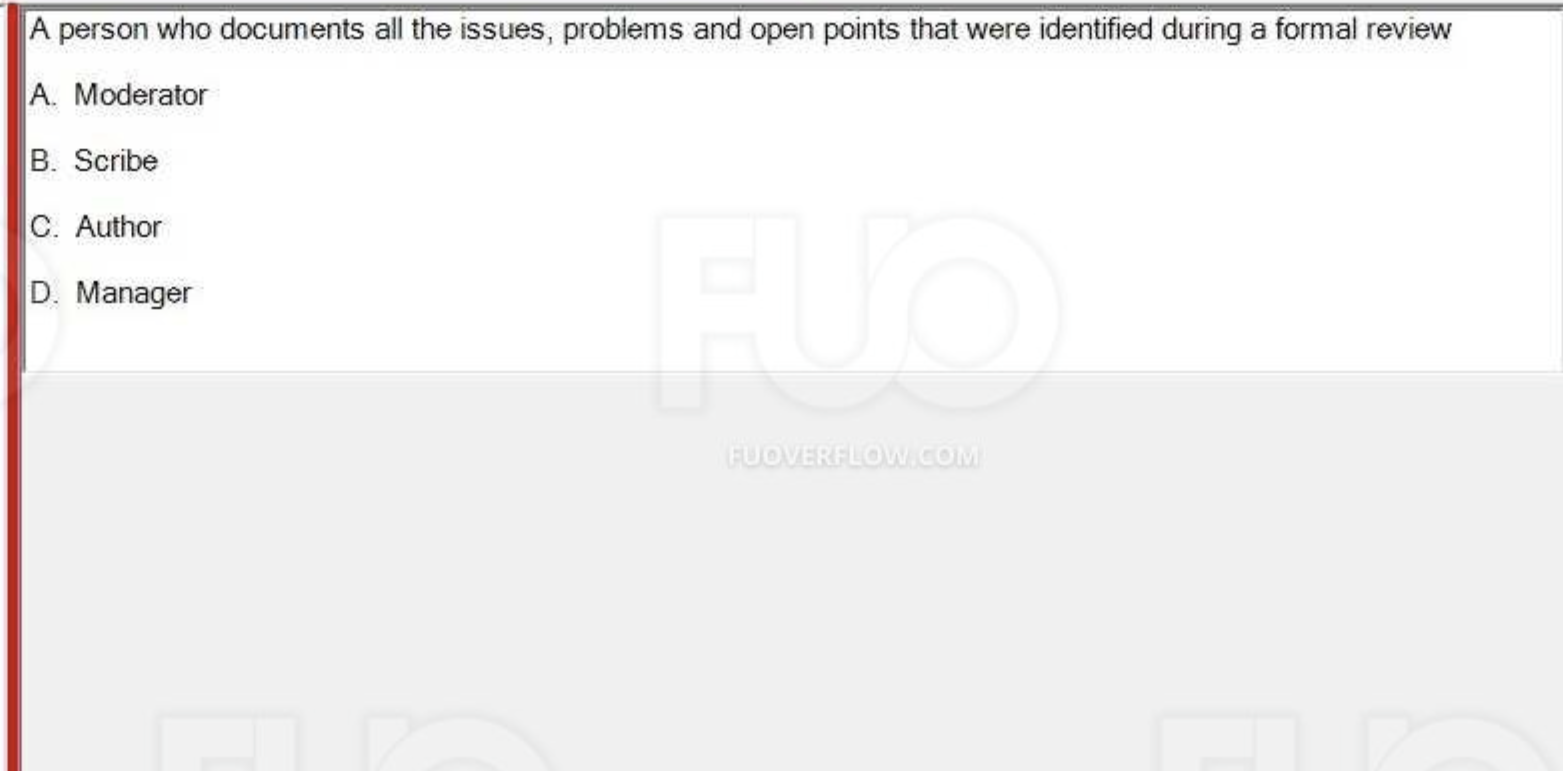 A person who documents all the issues, problems and open points that were identified during a formal review
A. Moderator
B. Scribe
C. Author
D. Manager
FUO
FUOVERFLOW.COM